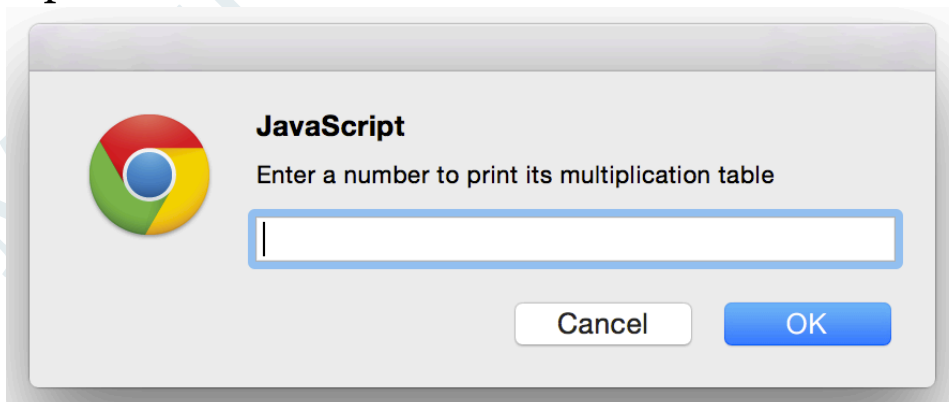 JavaScript
Enter a number to print its multiplication table
Cancel
OK